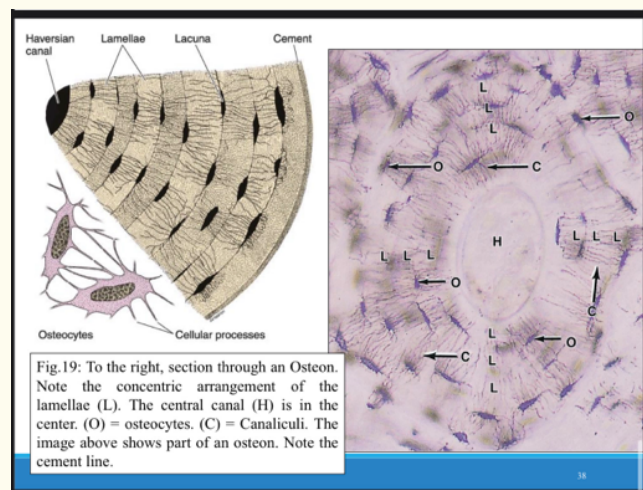 Haversian
canal
Lamellae
Lacuna
Cement
Osteocytes
Cellular processes
Fig.19: To the right, section through an Osteon.
Note the concentric arrangement of the
lamellae (L). The central canal (H) is in the
center. (O) = osteocytes. (C) = Canaliculi. The
image above shows part of an osteon. Note the
cement line.
L
L
O
L
O
C
H
L L L
L L L
O
C
L
O
L
C
L
38